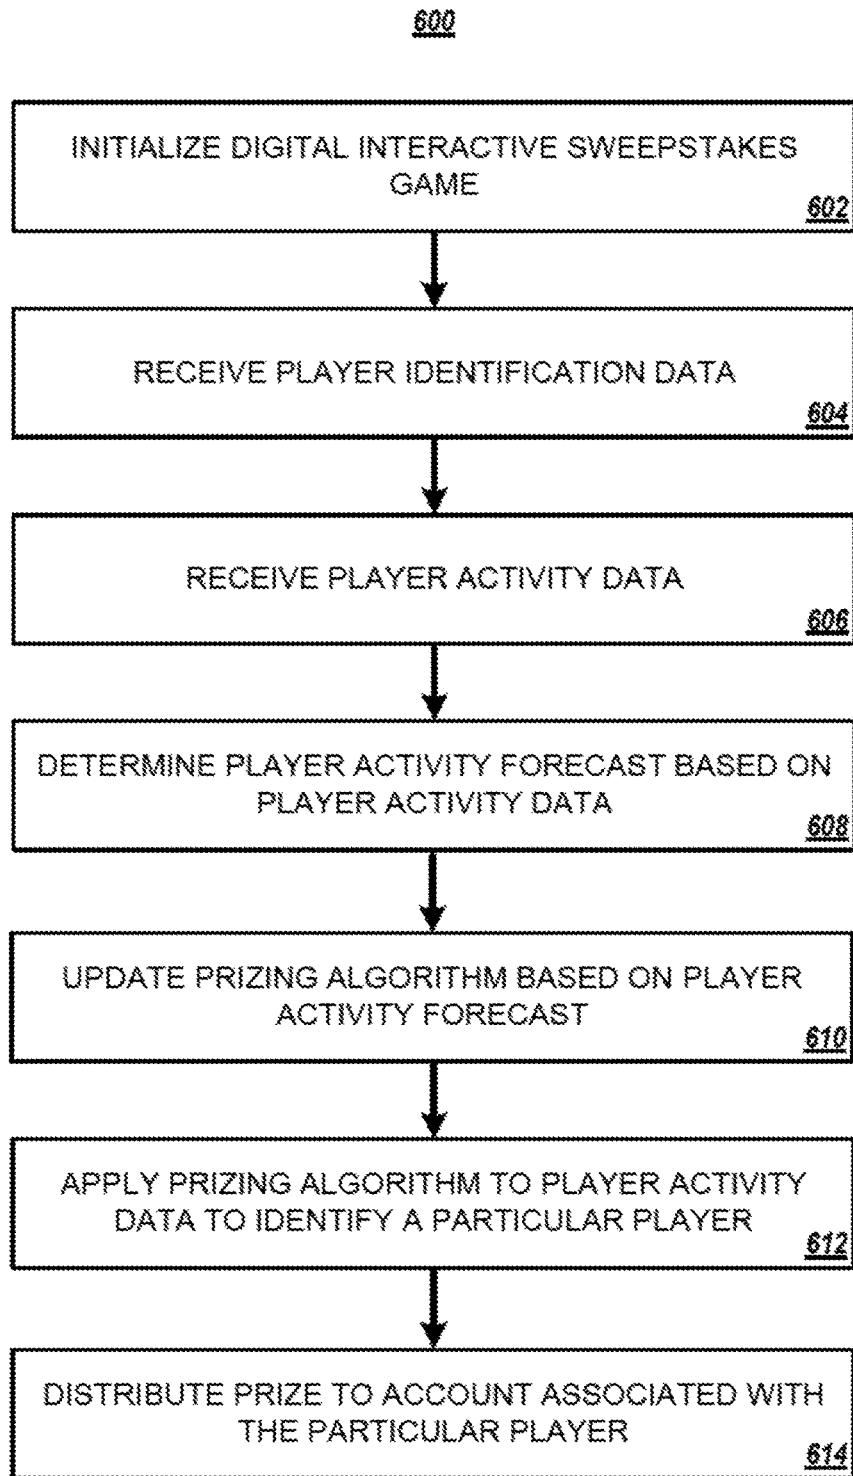 600
INITIALIZE DIGITAL INTERACTIVE SWEEPSTAKES
GAME
602
RECEIVE PLAYER IDENTIFICATION DATA
604
RECEIVE PLAYER ACTIVITY DATA
606
DETERMINE PLAYER ACTIVITY FORECAST BASED ON
PLAYER ACTIVITY DATA
608
UPDATE PRIZING ALGORITHM BASED ON PLAYER
ACTIVITY FORECAST
610
APPLY PRIZING ALGORITHM TO PLAYER ACTIVITY
DATA TO IDENTIFY A PARTICULAR PLAYER
612
DISTRIBUTE PRIZE TO ACCOUNT ASSOCIATED WITH
THE PARTICULAR PLAYER
614